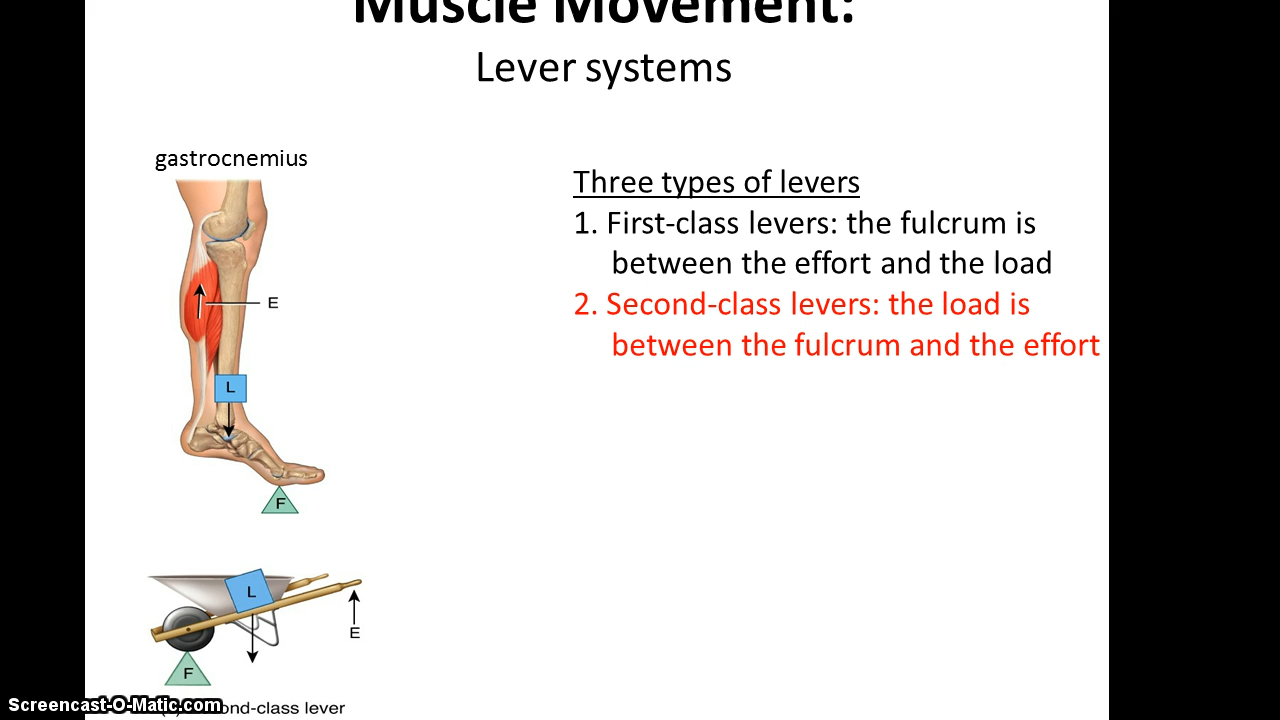 Muscle Movement:
Lever systems
gastrocnemius
Three types of levers
1. First-class levers: the fulcrum is
between the effort and the load
2. Second-class levers: the load is
between the fulcrum and the effort
E
L
F
L
E
F
Screencast-O-Matic.com
ond-class lever